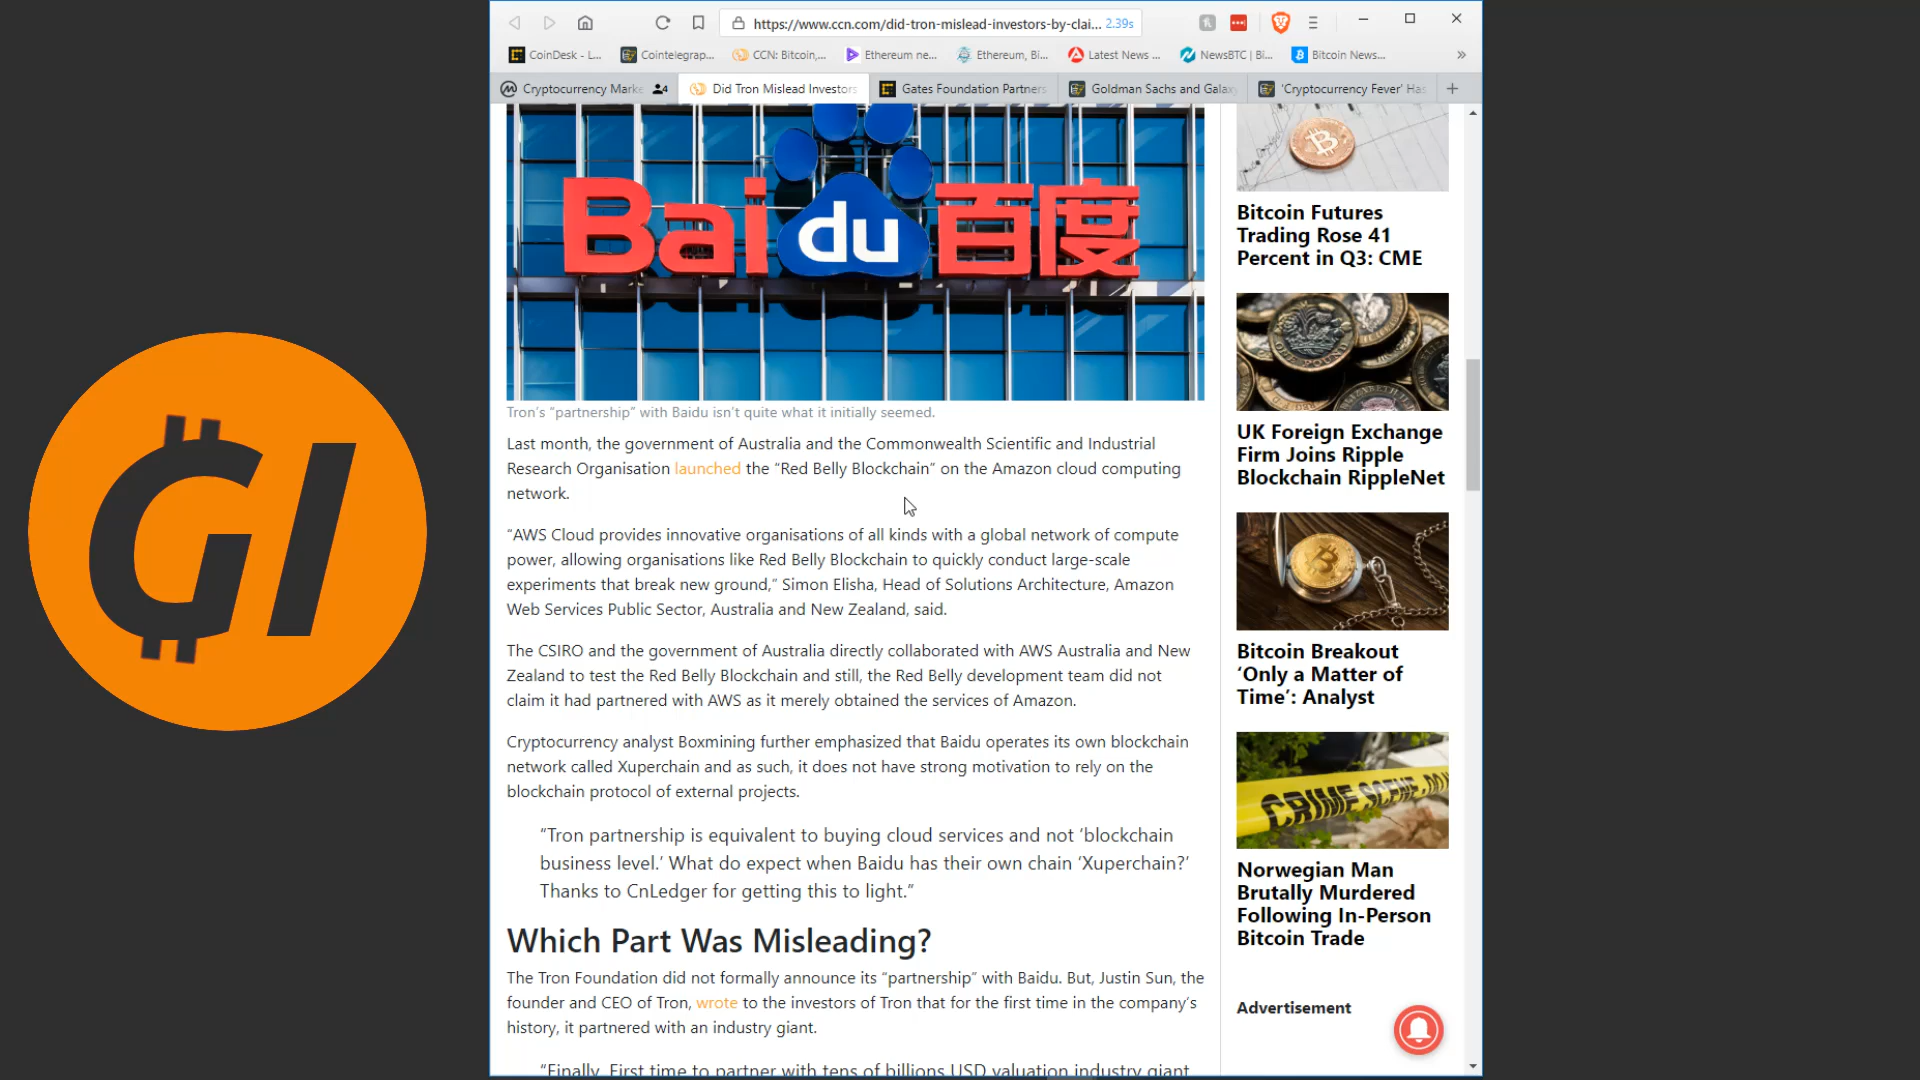 https://www.ccn.com/did-tron-mislead-investors-by-clai... 2.39s
CoinDesk - L... Cointelegrap... CCN: Bitcoin,... Ethereum ne... Ethereum, Bi... Latest News ... NewsBTC | Bi... Bitcoin News... »
Cryptocurrency Marke 4 Did Tron Mislead Investors Gates Foundation Partners Goldman Sachs and Galax 'Cryptocurrency Fever' Has
Baidu百度
Tron's “partnership” with Baidu isn't quite what it initially seemed.
Last month, the government of Australia and the Commonwealth Scientific and Industrial
Research Organisation launched the “Red Belly Blockchain” on the Amazon cloud computing
network.
“AWS Cloud provides innovative organisations of all kinds with a global network of compute
power, allowing organisations like Red Belly Blockchain to quickly conduct large-scale
experiments that break new ground,” Simon Elisha, Head of Solutions Architecture, Amazon
Web Services Public Sector, Australia and New Zealand, said.
The CSIRO and the government of Australia directly collaborated with AWS Australia and New
Zealand to test the Red Belly Blockchain and still, the Red Belly development team did not
claim it had partnered with AWS as it merely obtained the services of Amazon.
Cryptocurrency analyst Boxmining further emphasized that Baidu operates its own blockchain
network called Xuperchain and as such, it does not have strong motivation to rely on the
blockchain protocol of external projects.
“Tron partnership is equivalent to buying cloud services and not ‘blockchain
business level.’ What do expect when Baidu has their own chain ‘Xuperchain?’
Thanks to CnLedger for getting this to light.”
Which Part Was Misleading?
The Tron Foundation did not formally announce its “partnership” with Baidu. But, Justin Sun, the
founder and CEO of Tron, wrote to the investors of Tron that for the first time in the company's
history, it partnered with an industry giant.
“Finally. First time to partner with tens of billions USD valuation industry giant
Bitcoin Futures
Trading Rose 41
Percent in Q3: CME
UK Foreign Exchange
Firm Joins Ripple
Blockchain RippleNet
Bitcoin Breakout
‘Only a Matter of
Time’: Analyst
CRIME SCENE DO
Norwegian Man
Brutally Murdered
Following In-Person
Bitcoin Trade
Advertisement
GI